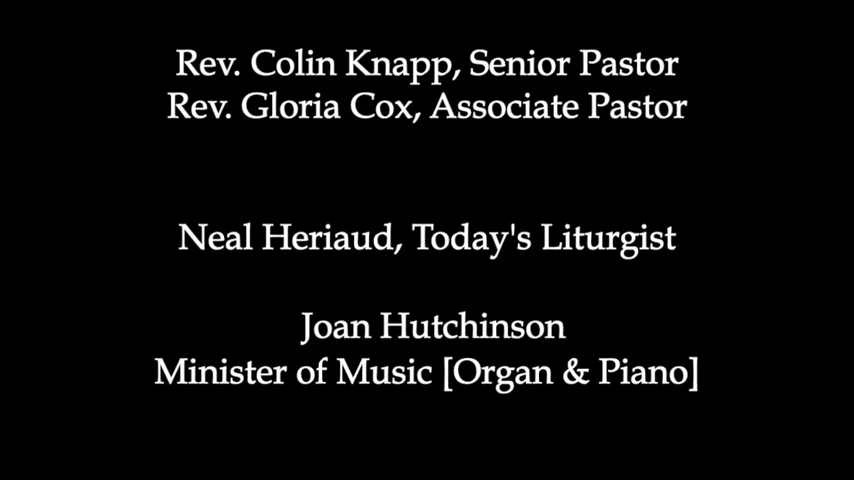 Rev. Colin Knapp, Senior Pastor
Rev. Gloria Cox, Associate Pastor
Neal Heriaud, Today's Liturgist
Joan Hutchinson
Minister of Music [Organ & Piano]